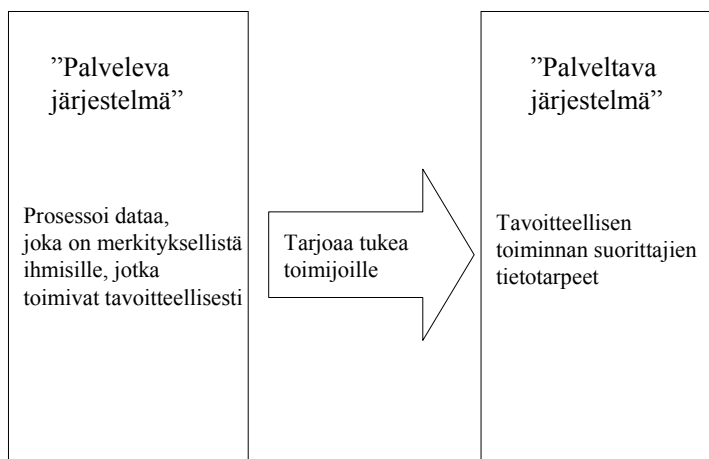 ”Palveleva
järjestelmä”
Prosessoi dataa,
joka on merkityksellistä
ihmisille, jotka
toimivat tavoitteellisesti
Tarjoaa tukea
toimijoille
”Palveltava
järjestelmä”
Tavoitteellisen
toiminnan suorittajien
tietotarpeet